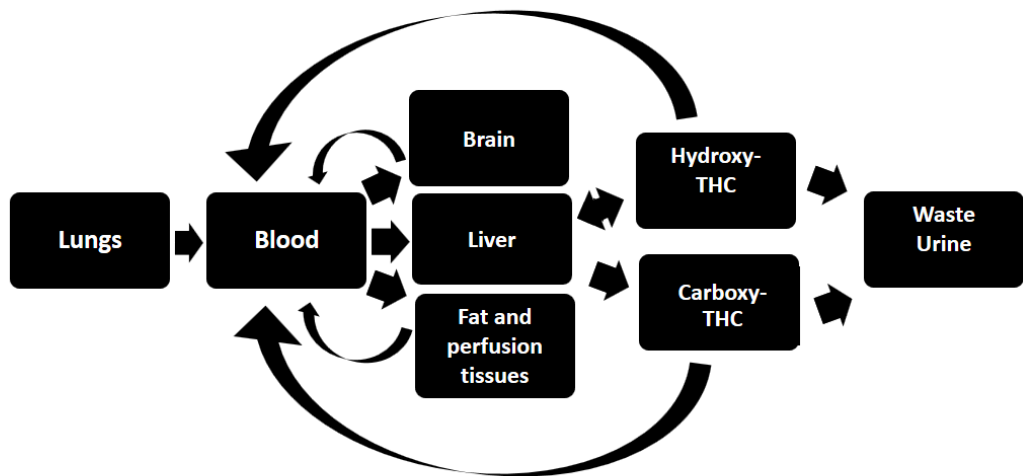 Lungs
Blood
Brain
Liver
Fat and
perfusion
tissues
Hydroxy-
THC
Carboxy-
THC
Waste
Urine